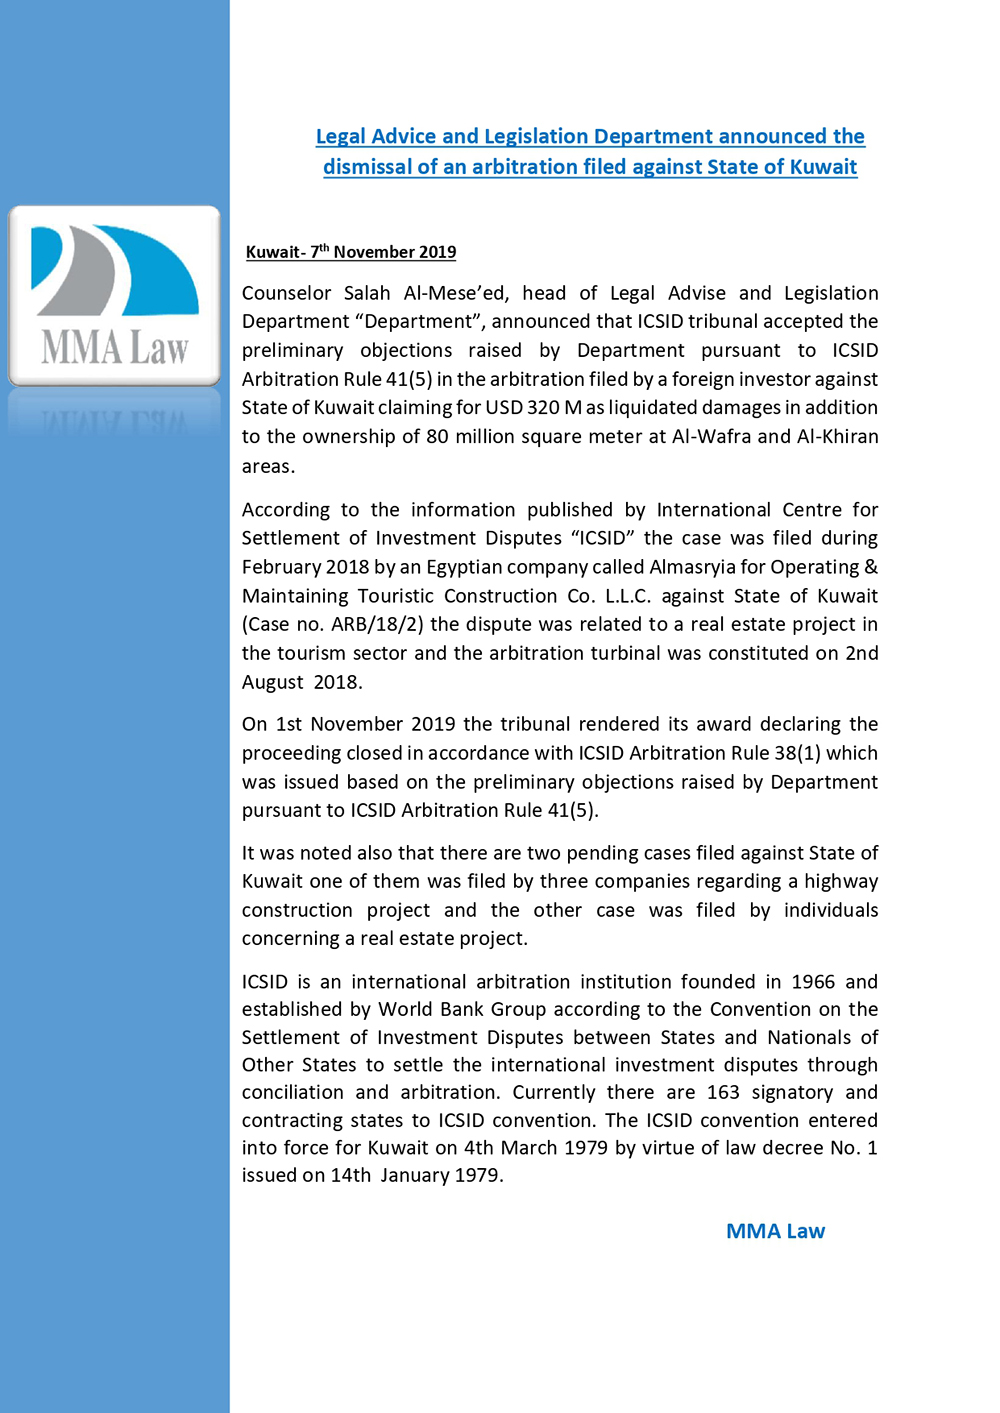 Legal Advice and Legislation Department announced the
dismissal of an arbitration filed against State of Kuwait
MMA Law
Kuwait- 7th November 2019
Counselor Salah Al-Mese’ed, head of Legal Advise and Legislation
Department “Department”, announced that ICSID tribunal accepted the
preliminary objections raised by Department pursuant to ICSID
Arbitration Rule 41(5) in the arbitration filed by a foreign investor against
State of Kuwait claiming for USD 320 M as liquidated damages in addition
to the ownership of 80 million square meter at Al-Wafra and Al-Khiran
areas.
According to the information published by International Centre for
Settlement of Investment Disputes “ICSID” the case was filed during
February 2018 by an Egyptian company called Almasryia for Operating &
Maintaining Touristic Construction Co. L.L.C. against State of Kuwait
(Case no. ARB/18/2) the dispute was related to a real estate project in
the tourism sector and the arbitration turbinal was constituted on 2nd
August 2018.
On 1st November 2019 the tribunal rendered its award declaring the
proceeding closed in accordance with ICSID Arbitration Rule 38(1) which
was issued based on the preliminary objections raised by Department
pursuant to ICSID Arbitration Rule 41(5).
It was noted also that there are two pending cases filed against State of
Kuwait one of them was filed by three companies regarding a highway
construction project and the other case was filed by individuals
concerning a real estate project.
ICSID is an international arbitration institution founded in 1966 and
established by World Bank Group according to the Convention on the
Settlement of Investment Disputes between States and Nationals of
Other States to settle the international investment disputes through
conciliation and arbitration. Currently there are 163 signatory and
contracting states to ICSID convention. The ICSID convention entered
into force for Kuwait on 4th March 1979 by virtue of law decree No. 1
issued on 14th January 1979.
MMA Law